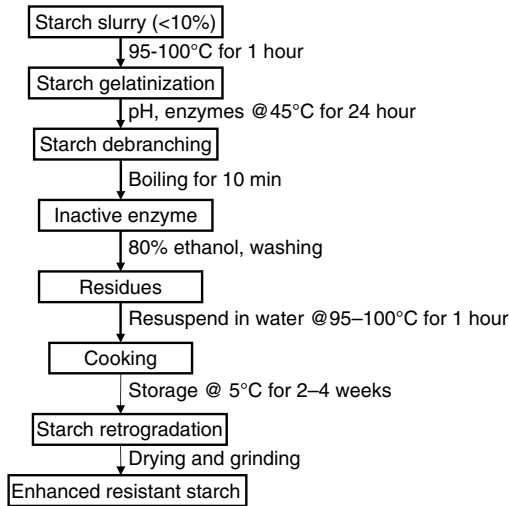 Starch slurry (<10%)
95-100°C for 1 hour
Starch gelatinization
pH, enzymes @45°C for 24 hour
Starch debranching
Boiling for 10 min
Inactive enzyme
80% ethanol, washing
Residues
Resuspend in water @95–100°C for 1 hour
Cooking
Storage @ 5°C for 2–4 weeks
Starch retrogradation
Drying and grinding
Enhanced resistant starch